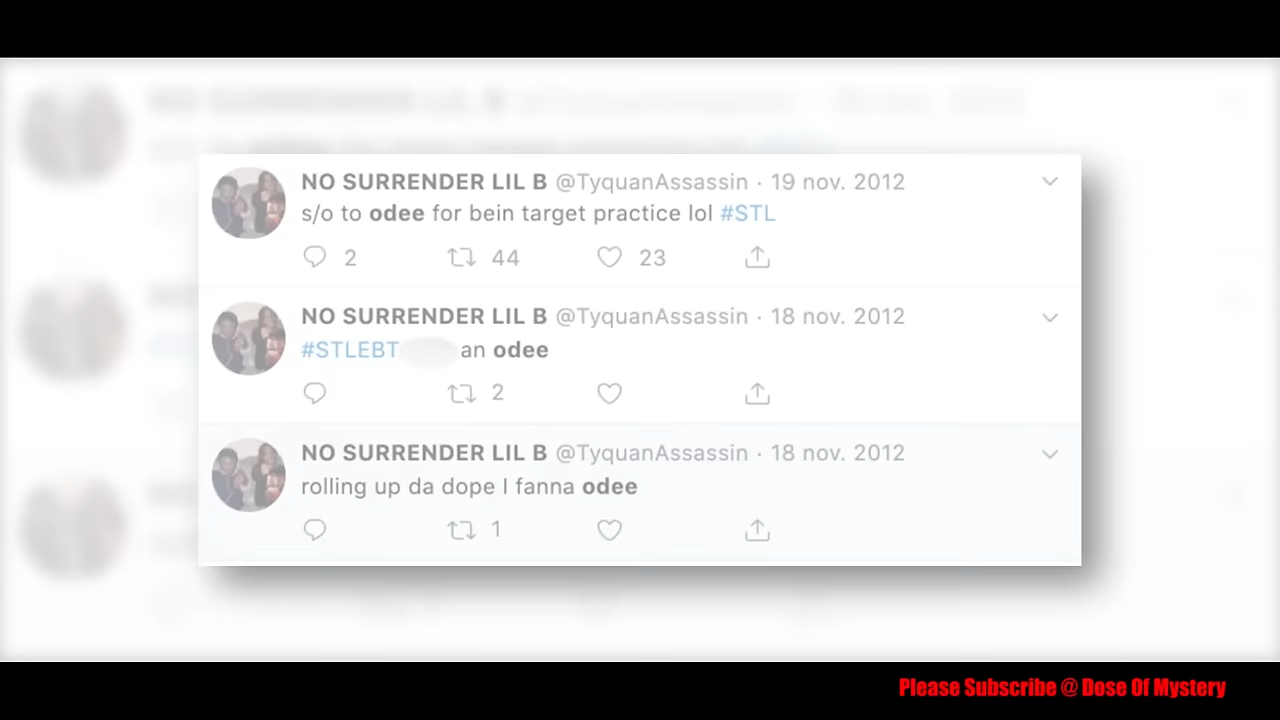 NO SURRENDER LIL B @TyquanAssassin · 19 nov. 2012
s/o to odee for bein target practice lol #STL
2 44 23
NO SURRENDER LIL B @TyquanAssassin · 18 nov. 2012
#STLEBT an odee
2
NO SURRENDER LIL B @TyquanAssassin · 18 nov. 2012
rolling up da dope I fanna odee
1
Please Subscribe @ Dose Of Mystery